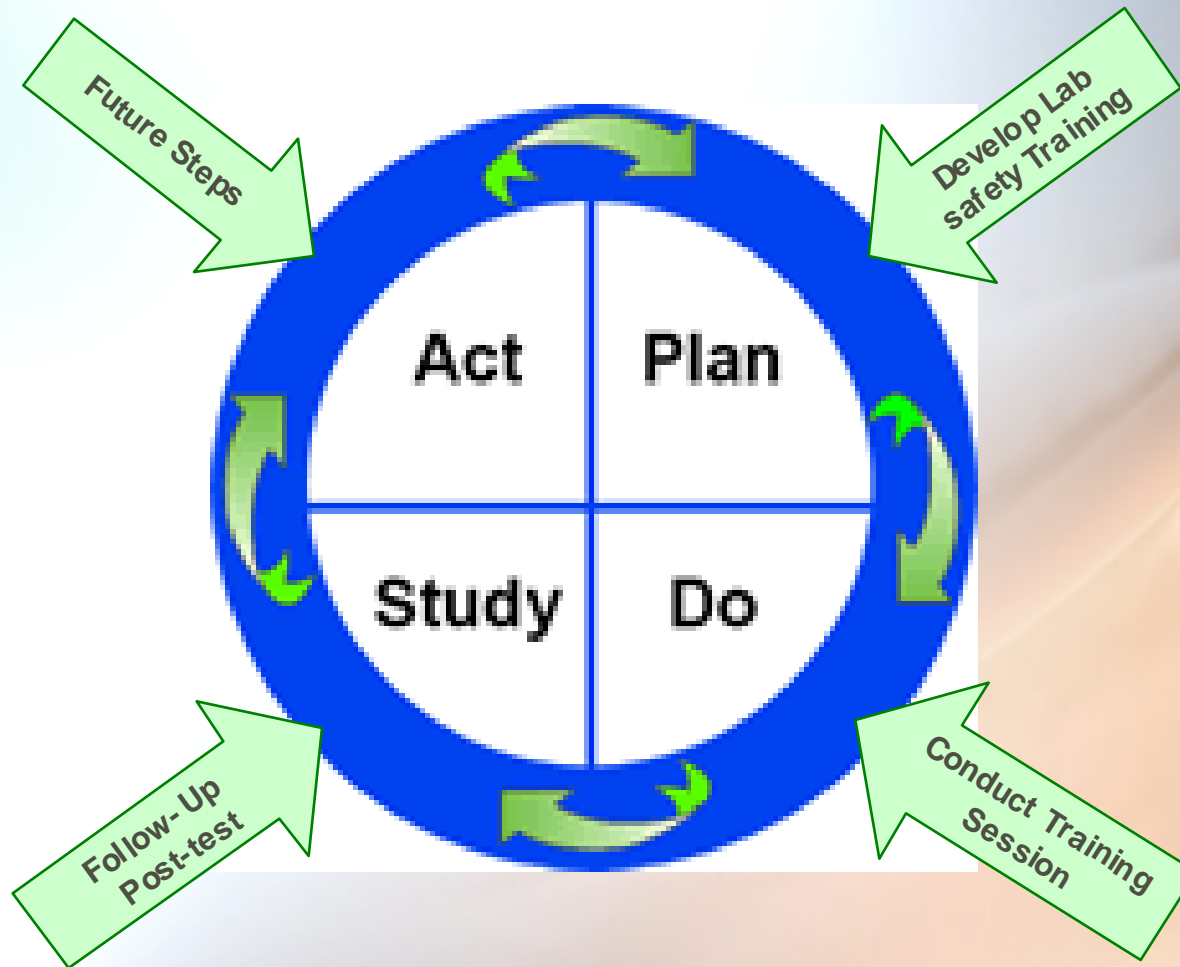 Future Steps
Develop Lab
safety Training
Act
Plan
Study
Do
Follow-Up
Post-test
Conduct Training
Session